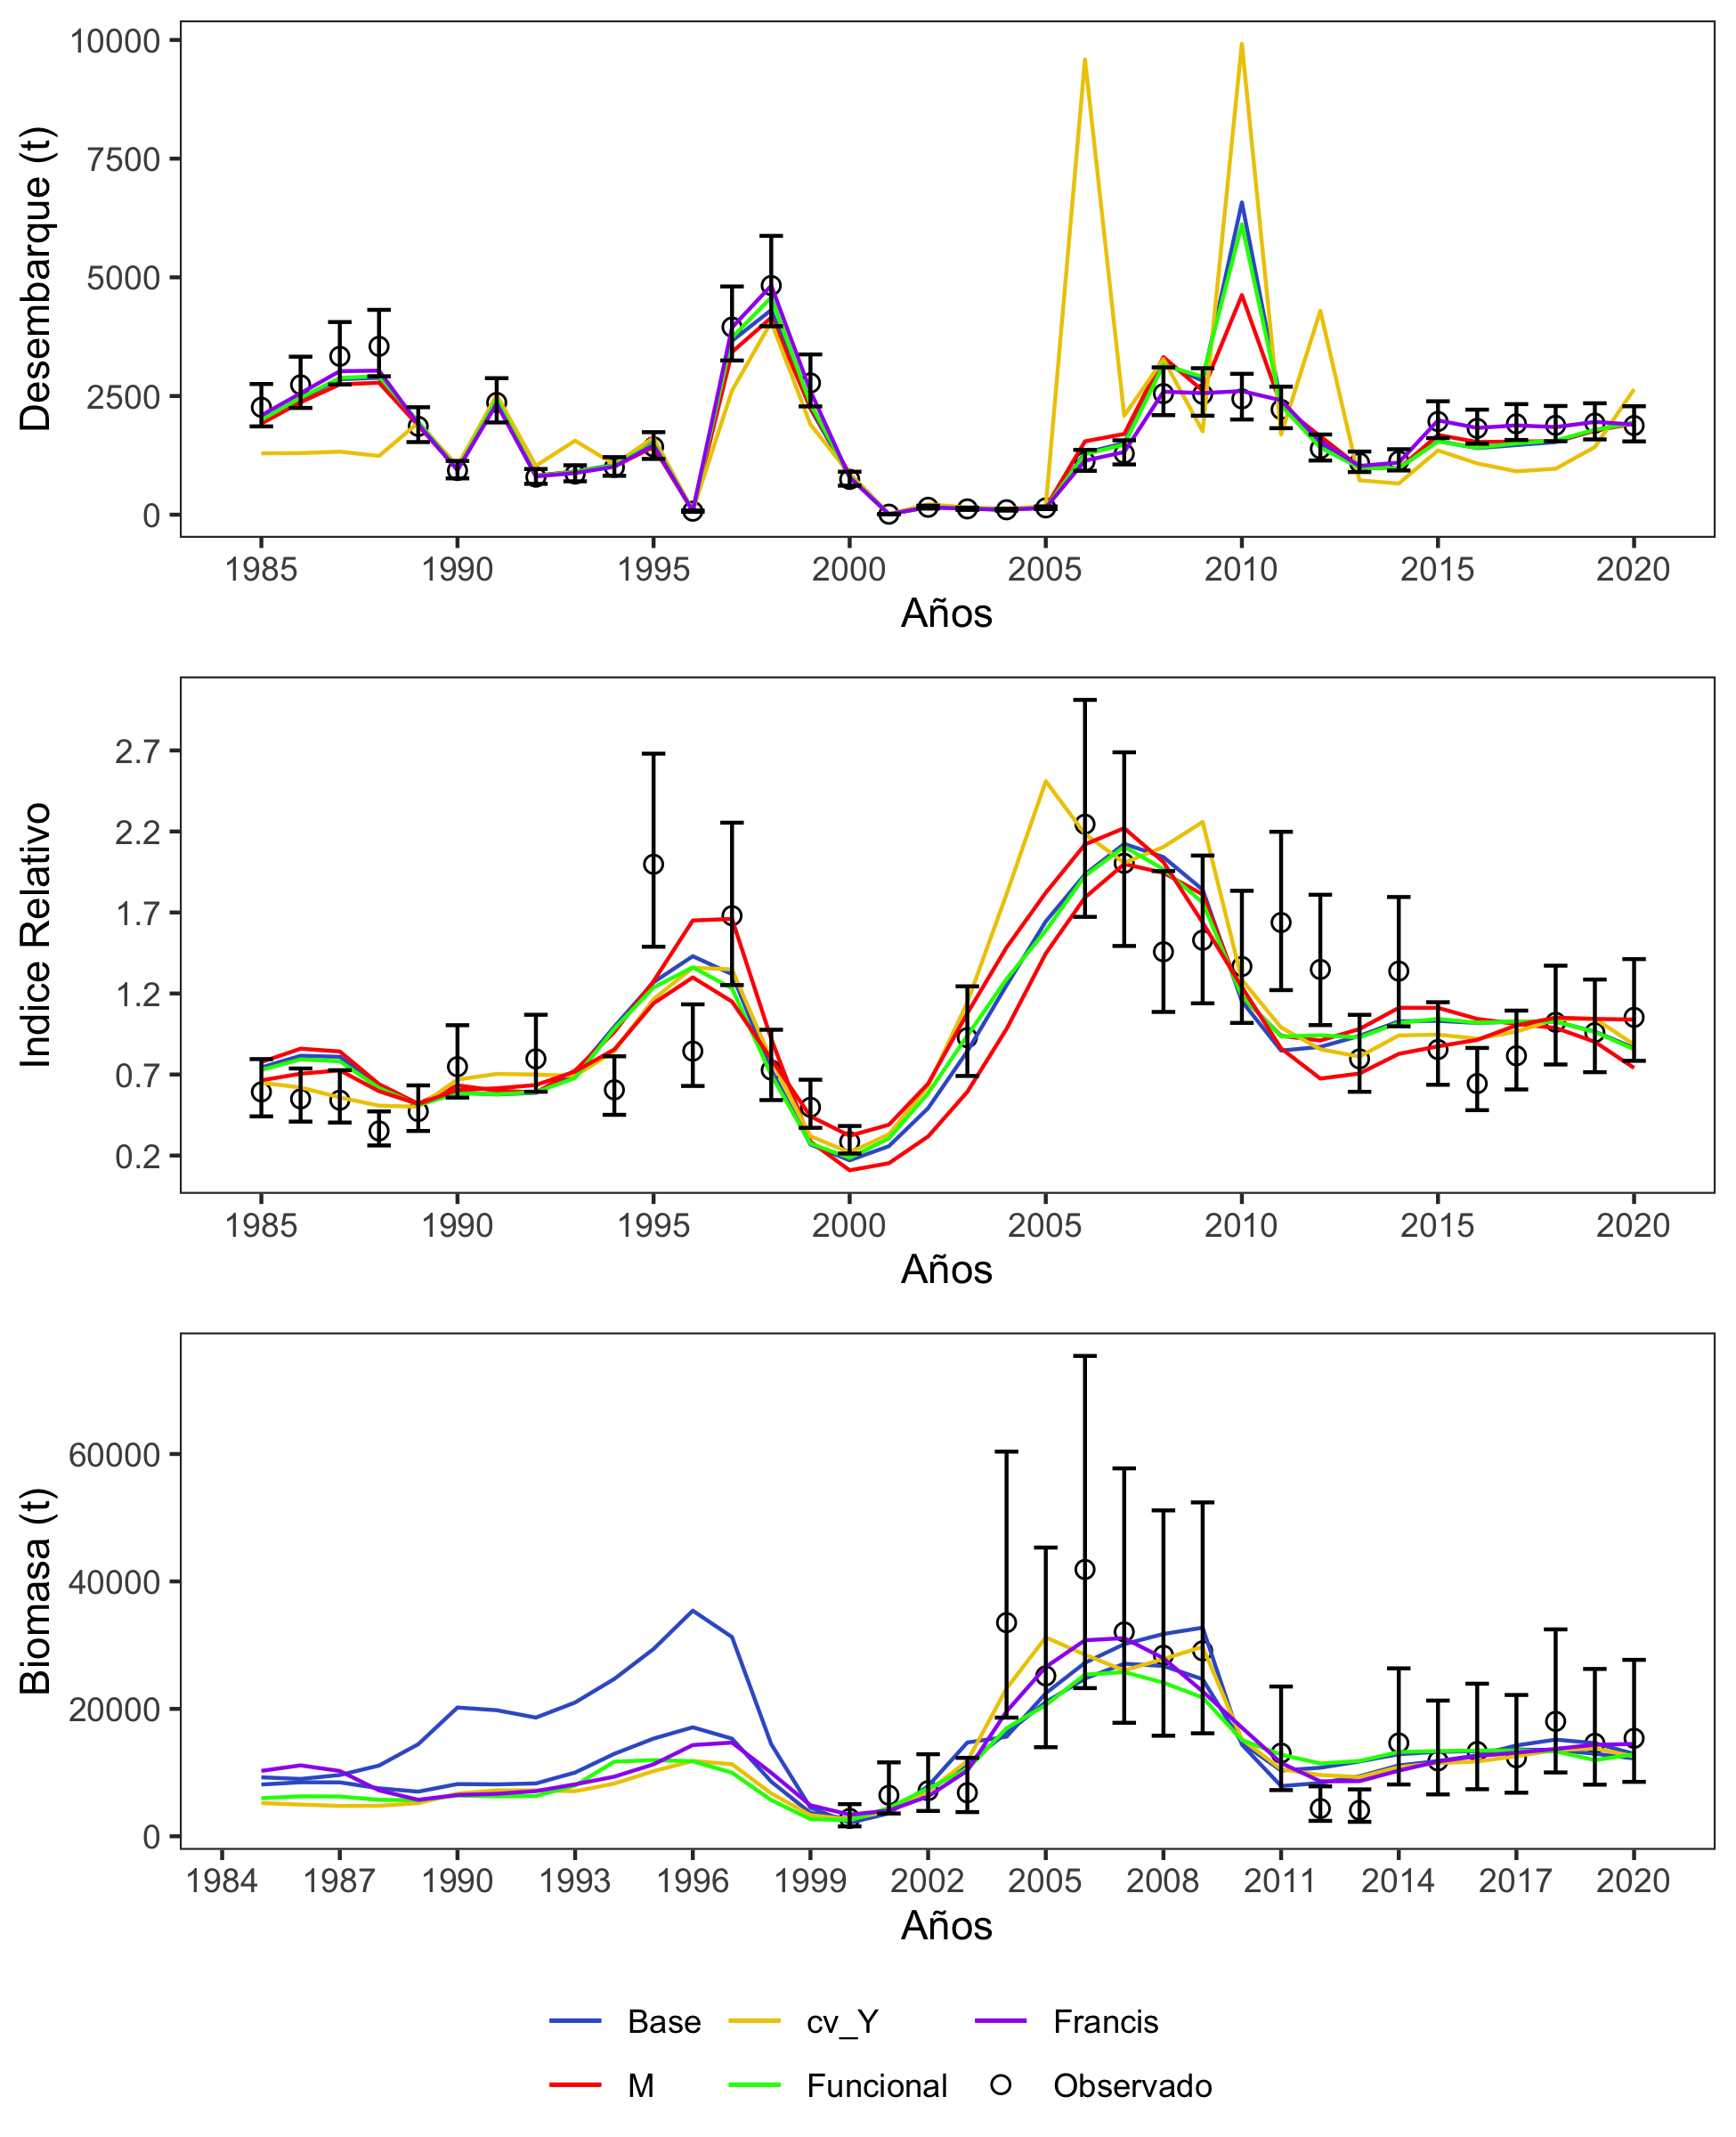 Desembarque (t)
10000
7500
5000
2500
0
1985 1990 1995 2000 2005 2010 2015 2020
Años
Indice Relativo
2.7
2.2
1.7
1.2
0.7
0.2
1985 1990 1995 2000 2005 2010 2015 2020
Años
Biomasa (t)
60000
40000
20000
0
1984 1987 1990 1993 1996 1999 2002 2005 2008 2011 2014 2017 2020
Años
Base cv_Y Francis
M Funcional Observado